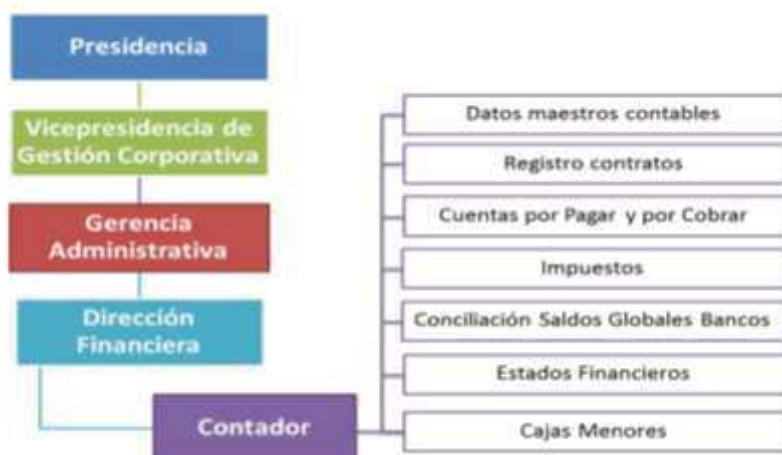 Presidencia
Vicepresidencia de
Gestión Corporativa
Gerencia
Administrativa
Dirección
Financiera
Contador
Datos maestros contables
Registro contratos
Cuentas por Pagar y por Cobrar
Impuestos
Conciliación Saldos Globales Bancos
Estados Financieros
Cajas Menores